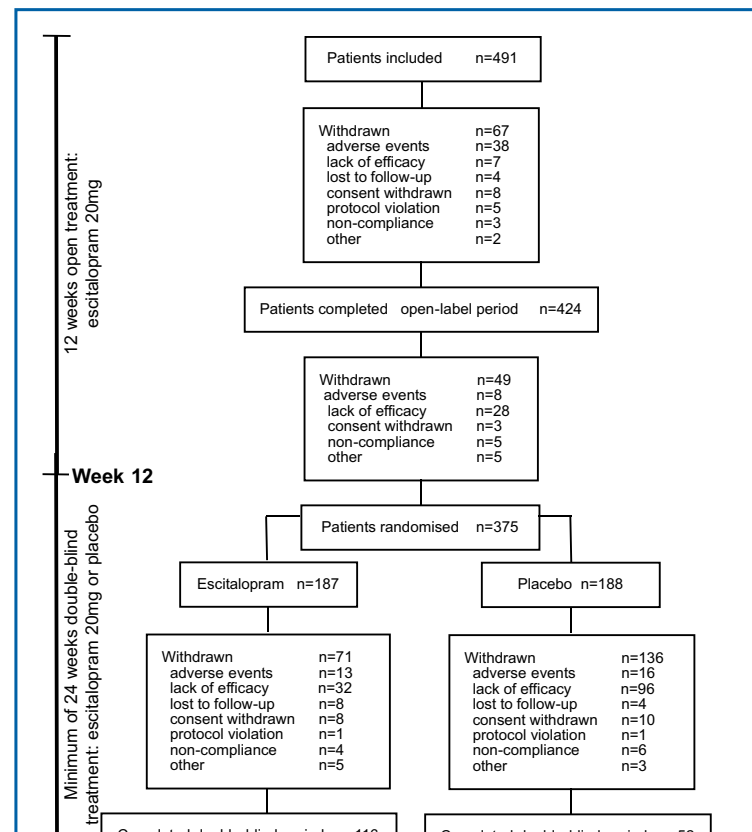 Patients included n=491
Withdrawn n=67
adverse events n=38
lack of efficacy n=7
lost to follow-up n=4
consent withdrawn n=8
protocol violation n=5
non-compliance n=3
other n=2
12 weeks open treatment:
escitalopram 20mg
Patients completed open-label period n=424
Withdrawn n=49
adverse events n=8
lack of efficacy n=28
consent withdrawn n=3
non-compliance n=5
other n=5
Week 12
Patients randomised n=375
Minimum of 24 weeks double-blind
treatment: escitalopram 20mg or placebo
Escitalopram n=187
Placebo n=188
Withdrawn n=71
adverse events n=13
lack of efficacy n=32
lost to follow-up n=8
consent withdrawn n=8
protocol violation n=1
non-compliance n=4
other n=5
Withdrawn n=136
adverse events n=16
lack of efficacy n=96
lost to follow-up n=4
consent withdrawn n=10
protocol violation n=1
non-compliance n=6
other n=3